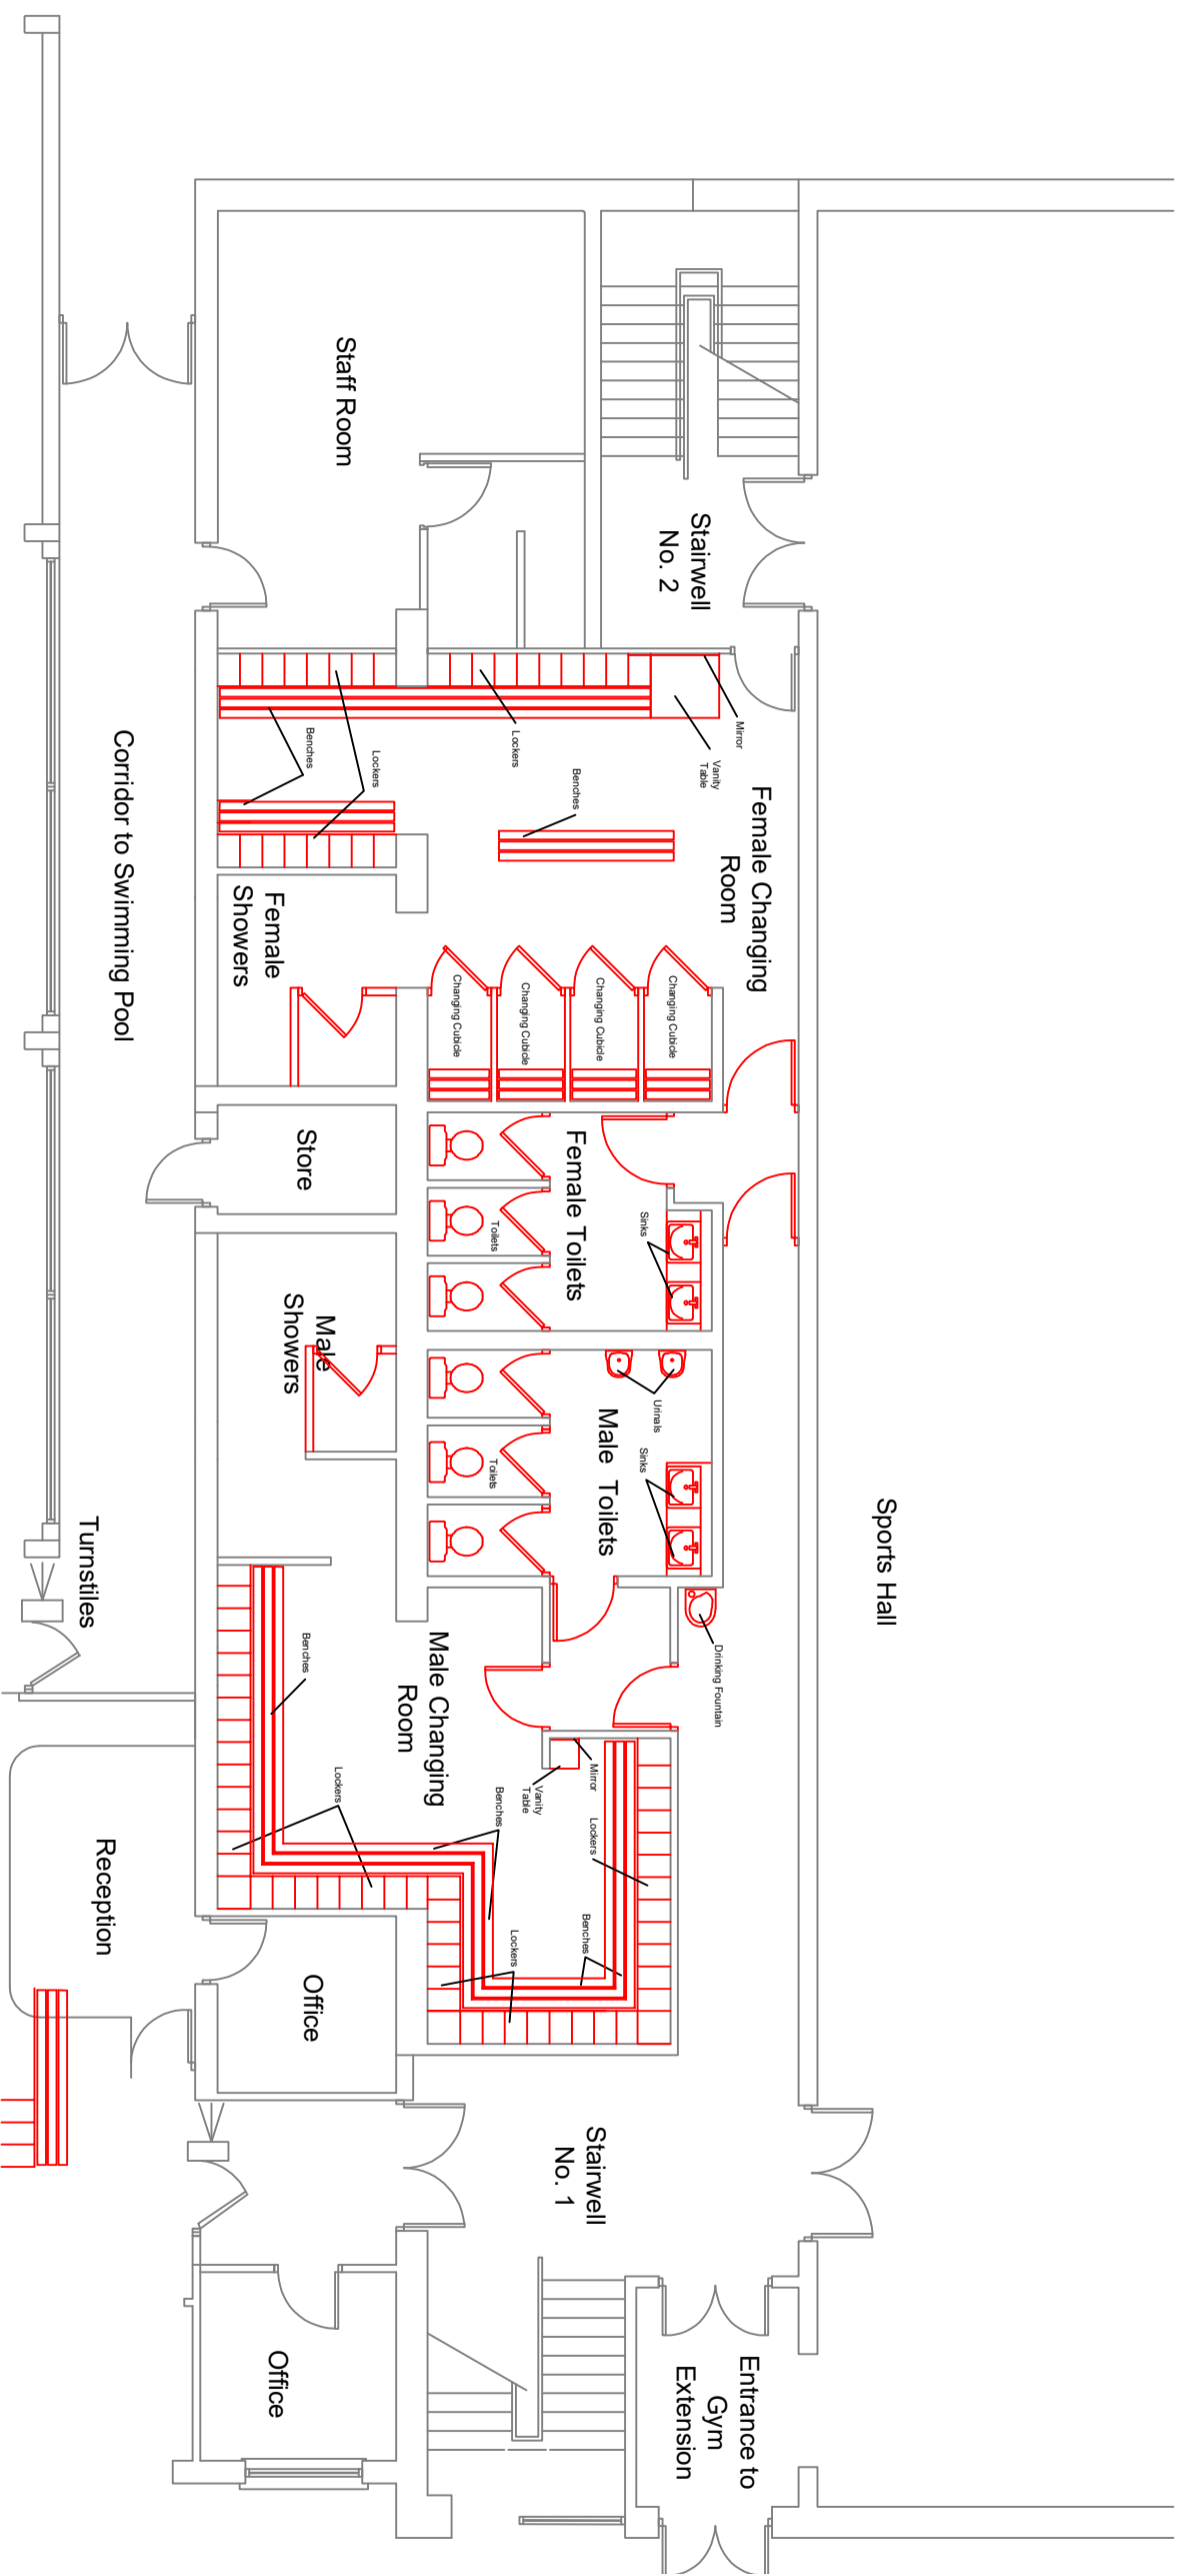 Sports Hall
Stairwell
No. 2
Staff Room
Mirror
Vanity
Table
Female Changing
Room
Lockers
Benches
Lockers
Benches
Corridor to Swimming Pool
Female
Showers
Changing Cubicle
Changing Cubicle
Changing Cubicle
Changing Cubicle
Store
Female Toilets
Toilets
Sinks
Male
Showers
Urinals
Male Toilets
Toilets
Sinks
Turnstiles
Drinking Fountain
Male Changing
Room
Benches
Mirror
Vanity
Table
Lockers
Benches
Lockers
Benches
Lockers
Reception
Office
Stairwell
No. 1
Entrance to
Gym
Extension
Office